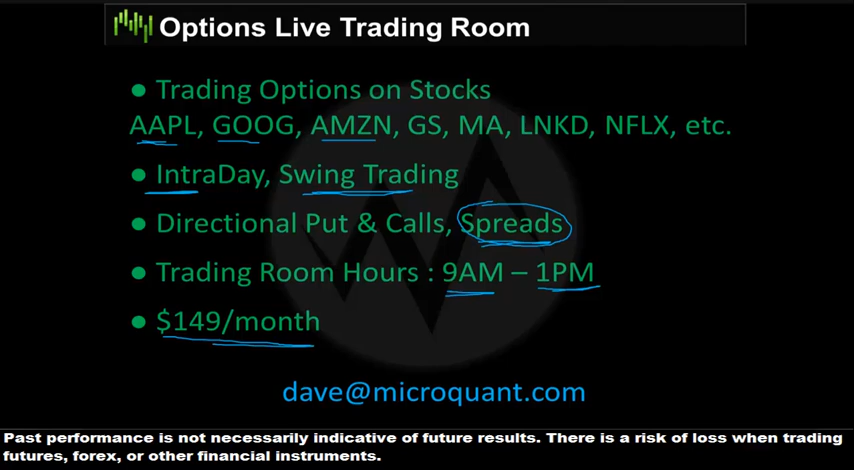 Options Live Trading Room
● Trading Options on Stocks
AAPL, GOOG, AMZN, GS, MA, LNKD, NFLX, etc.
● IntraDay, Swing Trading
● Directional Put & Calls, Spreads
● Trading Room Hours : 9AM – 1PM
● $149/month
dave@microquant.com
Past performance is not necessarily indicative of future results. There is a risk of loss when trading
futures, forex, or other financial instruments.